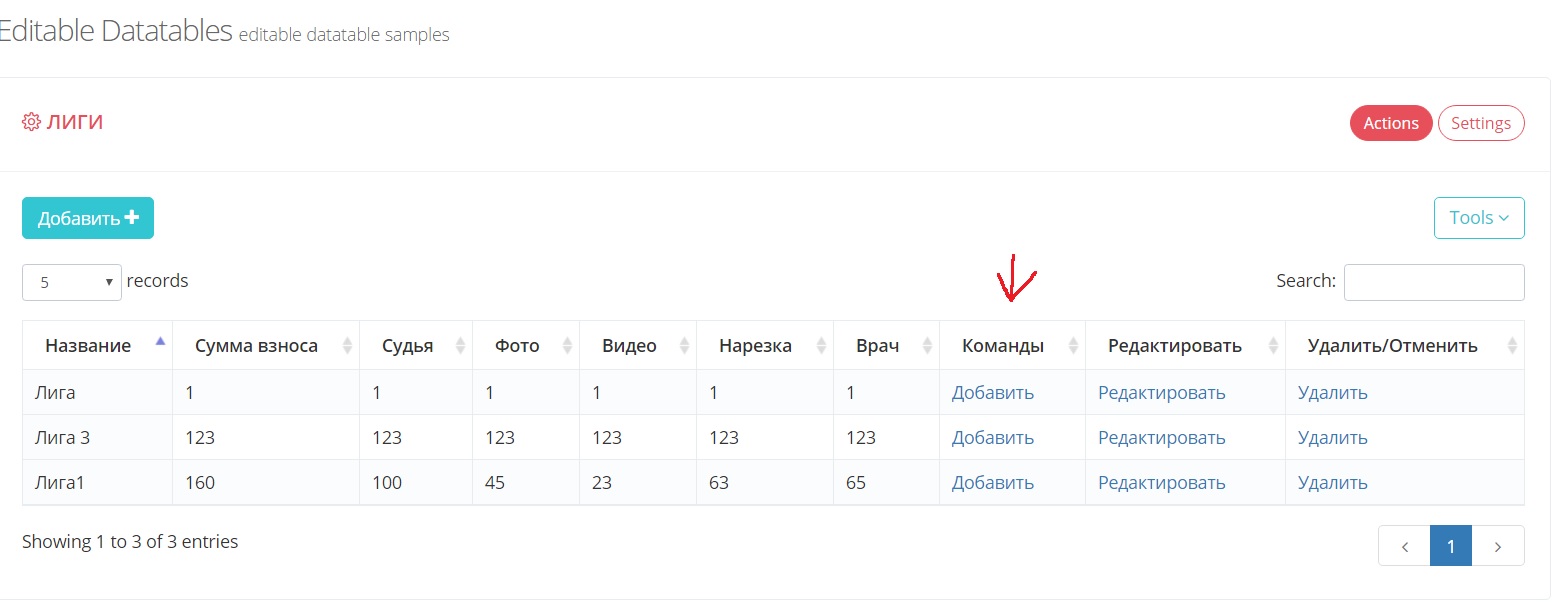 Editable Datatables editable datatable samples
ЛИГИ Actions Settings
Добавить Tools
5 records Search:
Название Сумма взноса Судья Фото Видео Нарезка Врач Команды Редактировать Удалить/Отменить
Лига 1 1 1 1 1 1 Добавить Редактировать Удалить
Лига 3 123 123 123 123 123 123 Добавить Редактировать Удалить
Лига1 160 100 45 23 63 65 Добавить Редактировать Удалить
Showing 1 to 3 of 3 entries
1